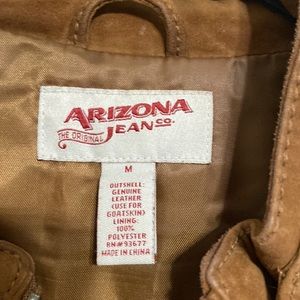 ARIZONA
THE ORIGINAL JEAN CO.
M
OUTSHELL:
GENUINE
LEATHER
(USE FOR
GOATSKIN)
LINING:
100%
POLYESTER
RN#93677
MADE IN CHINA